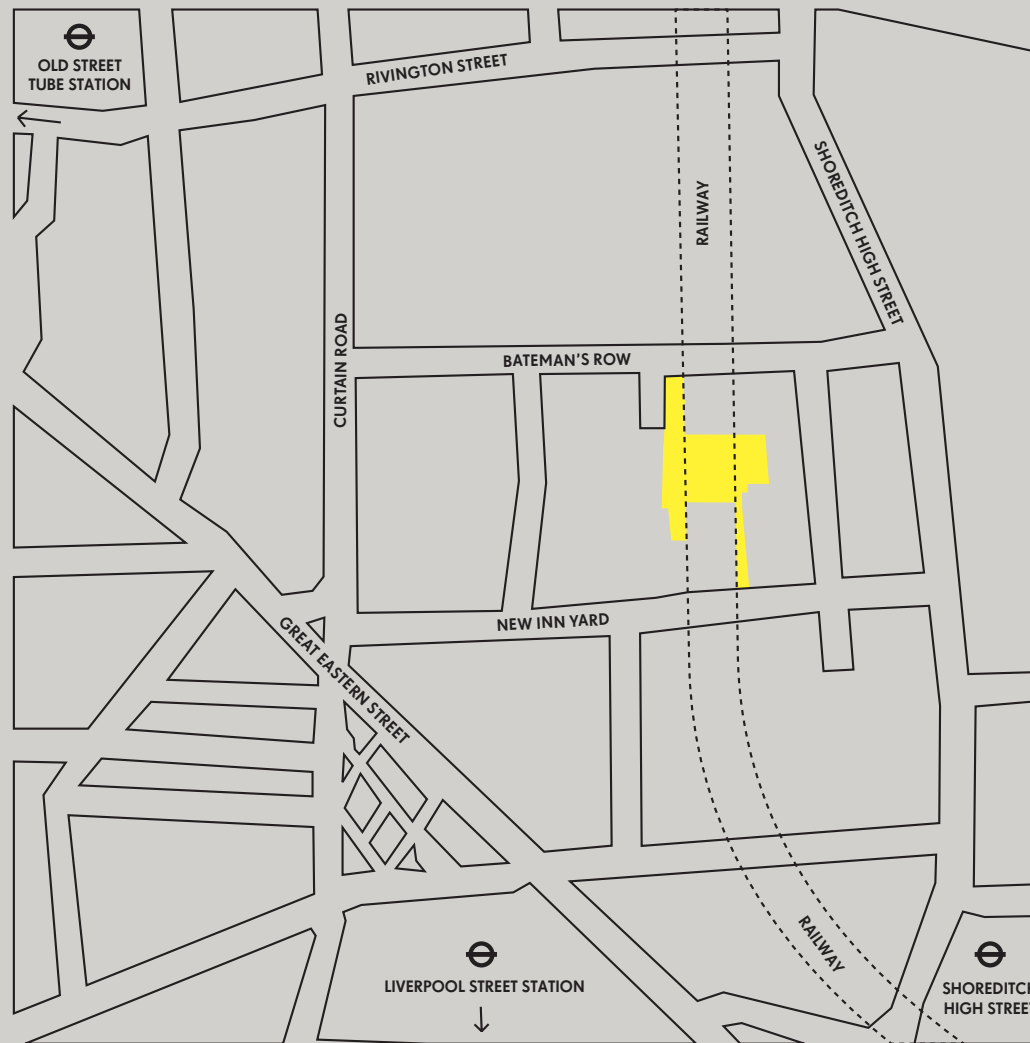 OLD STREET
TUBE STATION
RIVINGTON STREET
SHOREDITCH HIGH STREET
RAILWAY
CURTAIN ROAD
BATEMAN'S ROW
NEW INN YARD
GREAT EASTERN STREET
RAILWAY
LIVERPOOL STREET STATION
SHOREDITCH
HIGH STREET